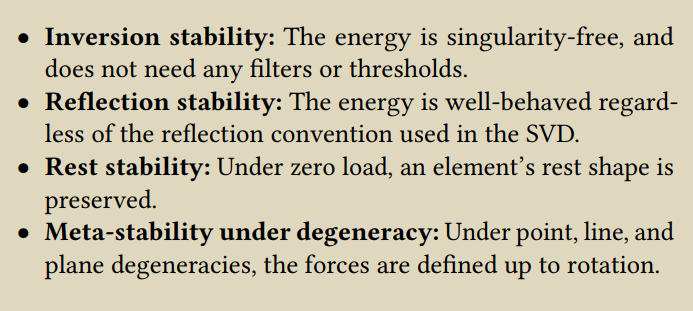 • Inversion stability: The energy is singularity-free, and
does not need any filters or thresholds.
• Reflection stability: The energy is well-behaved regard-
less of the reflection convention used in the SVD.
• Rest stability: Under zero load, an element’s rest shape is
preserved.
• Meta-stability under degeneracy: Under point, line, and
plane degeneracies, the forces are defined up to rotation.